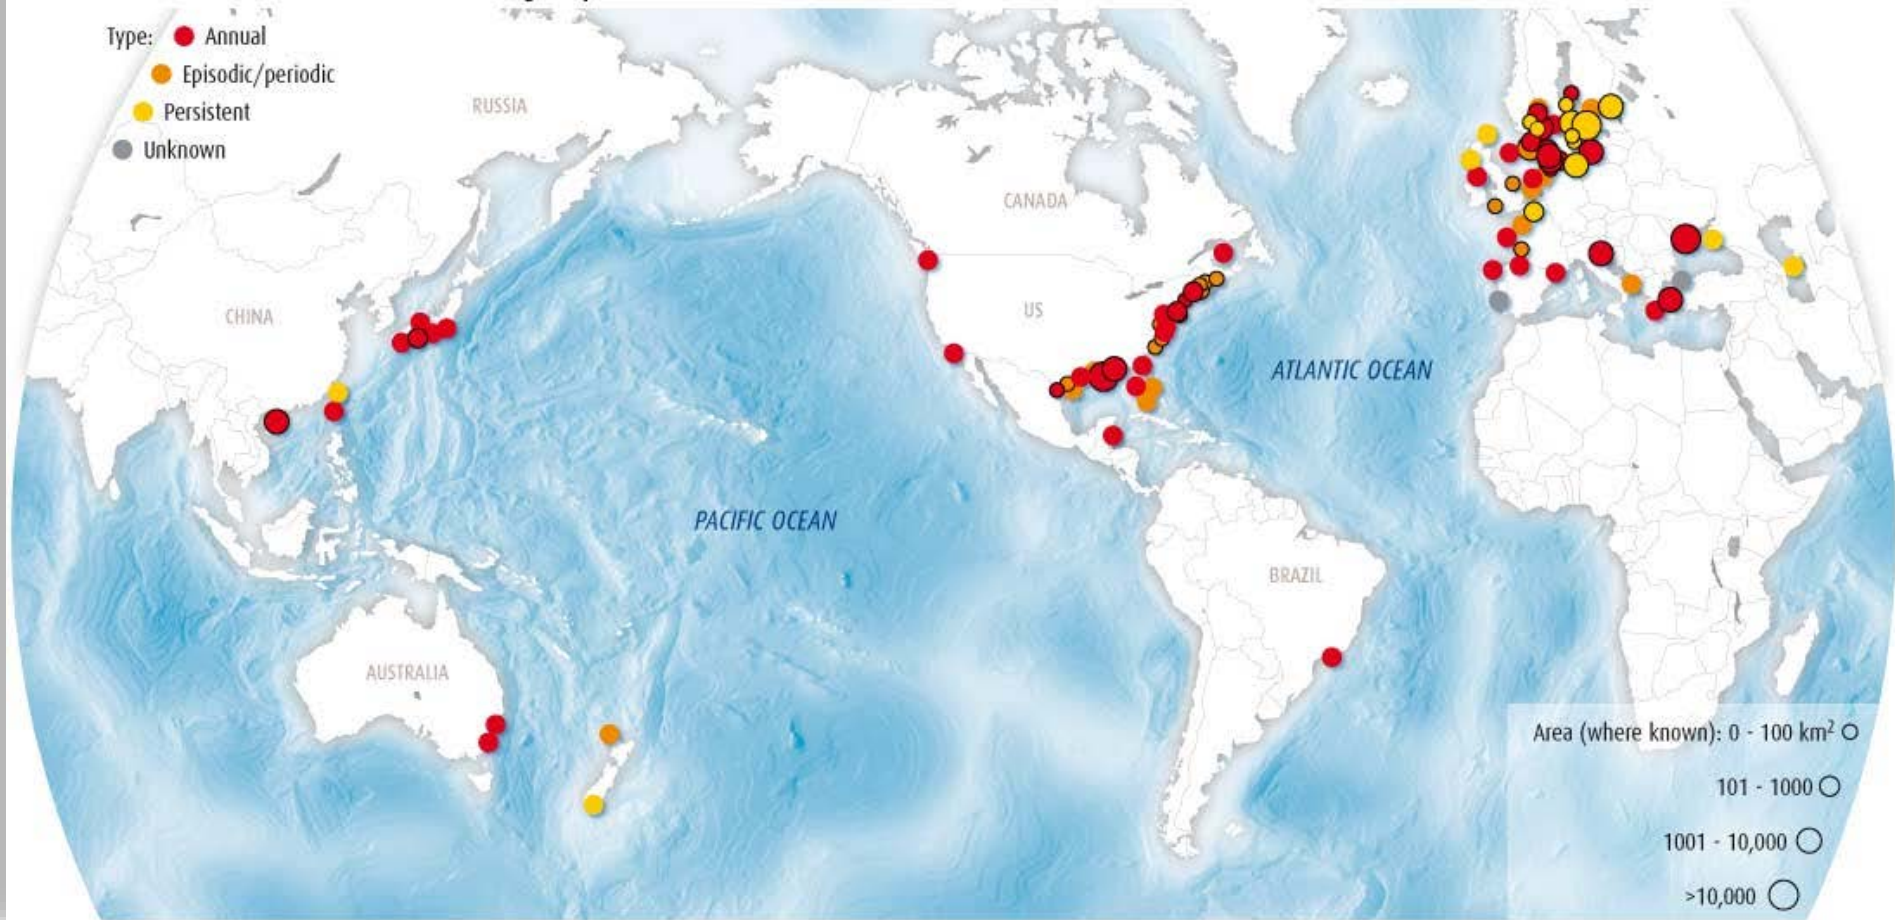 Type: Annual
Episodic/periodic
Persistent
Unknown
RUSSIA
CANADA
CHINA
US
ATLANTIC OCEAN
PACIFIC OCEAN
BRAZIL
AUSTRALIA
Area (where known): 0 - 100 km²
101 - 1000
1001 - 10,000
>10,000